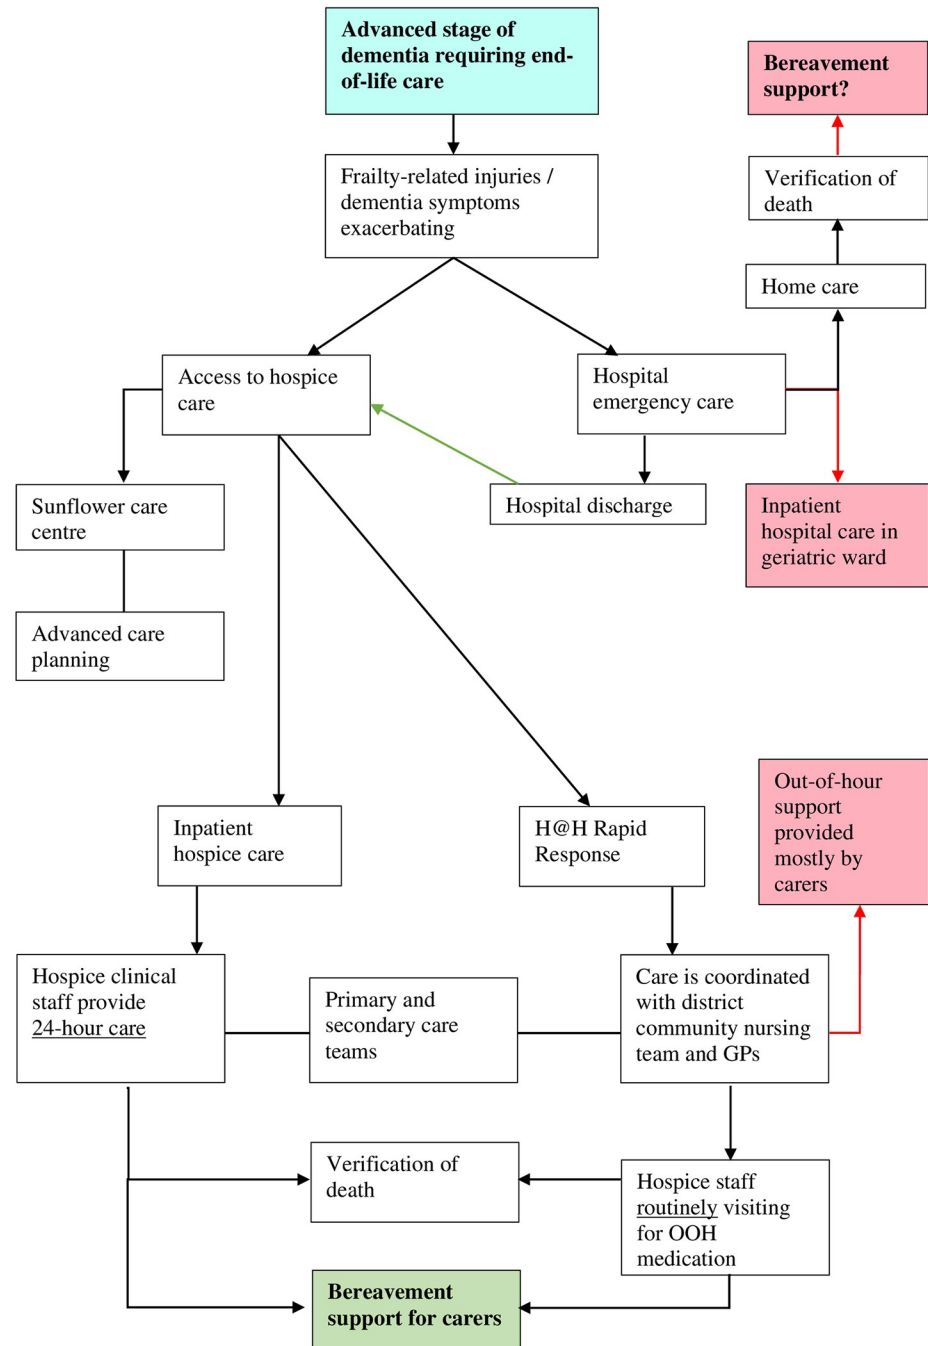 Advanced stage of
dementia requiring end-
of-life care
Bereavement
support?
Frailty-related injuries /
dementia symptoms
exacerbating
Verification of
death
Home care
Access to hospice
care
Hospital
emergency care
Sunflower care
centre
Hospital discharge
Inpatient
hospital care in
geriatric ward
Advanced care
planning
Inpatient
hospice care
H@H Rapid
Response
Out-of-hour
support
provided
mostly by
carers
Hospice clinical
staff provide
24-hour care
Primary and
secondary care
teams
Care is coordinated
with district
community nursing
team and GPs
Verification of
death
Hospice staff
routinely visiting
for OOH
medication
Bereavement
support for carers